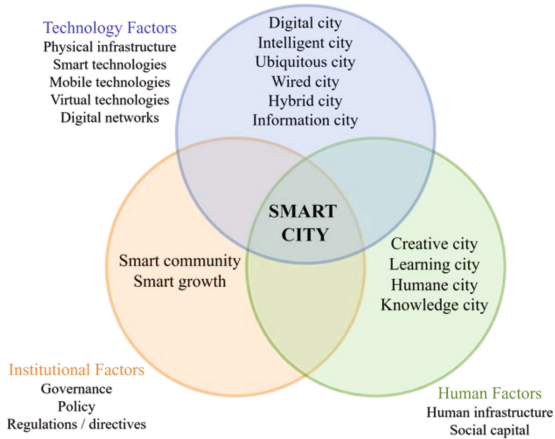 Technology Factors
Physical infrastructure
Smart technologies
Mobile technologies
Virtual technologies
Digital networks
Digital city
Intelligent city
Ubiquitous city
Wired city
Hybrid city
Information city
SMART
CITY
Smart community
Smart growth
Creative city
Learning city
Humane city
Knowledge city
Institutional Factors
Governance
Policy
Regulations / directives
Human Factors
Human infrastructure
Social capital